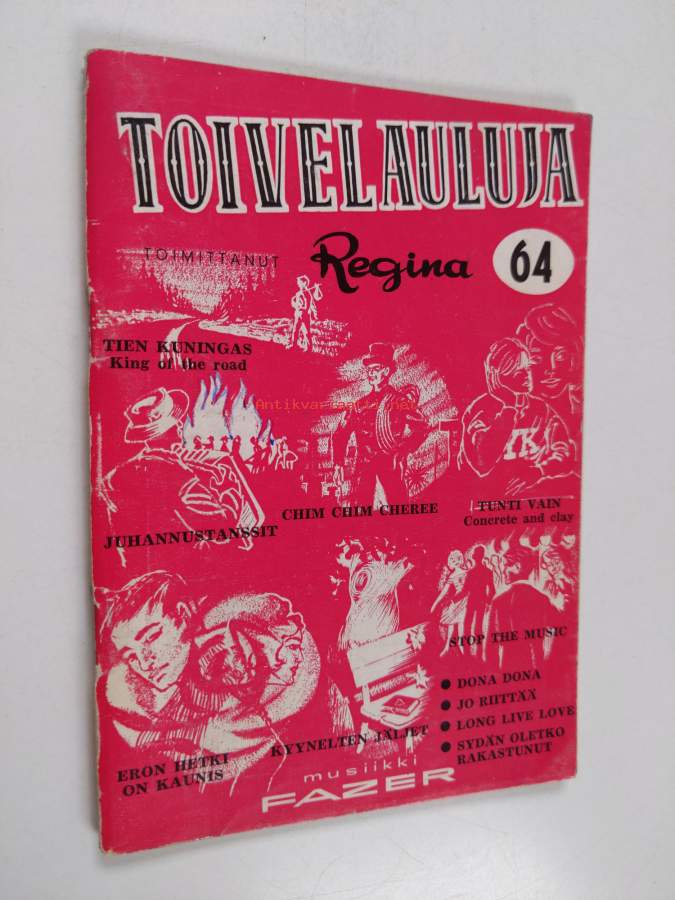 TOIVELAULUJA
TOIMITTANUT Regina 64
TIEN KUNINGAS
King of the road
Antikvariaatti.net
YK
CHIM CHIM CHEREE
TUNTI VAIN
Concrete and clay
JUHANNUSTANSSIT
STOP THE MUSIC
● DONA DONA
● JO RIITTÄÄ
● LONG LIVE LOVE
● SYDÄN OLETKO
RAKASTUNUT
KYYNELTEN JÄLJET
ERON HETKI
ON KAUNIS
musiikki
FAZER